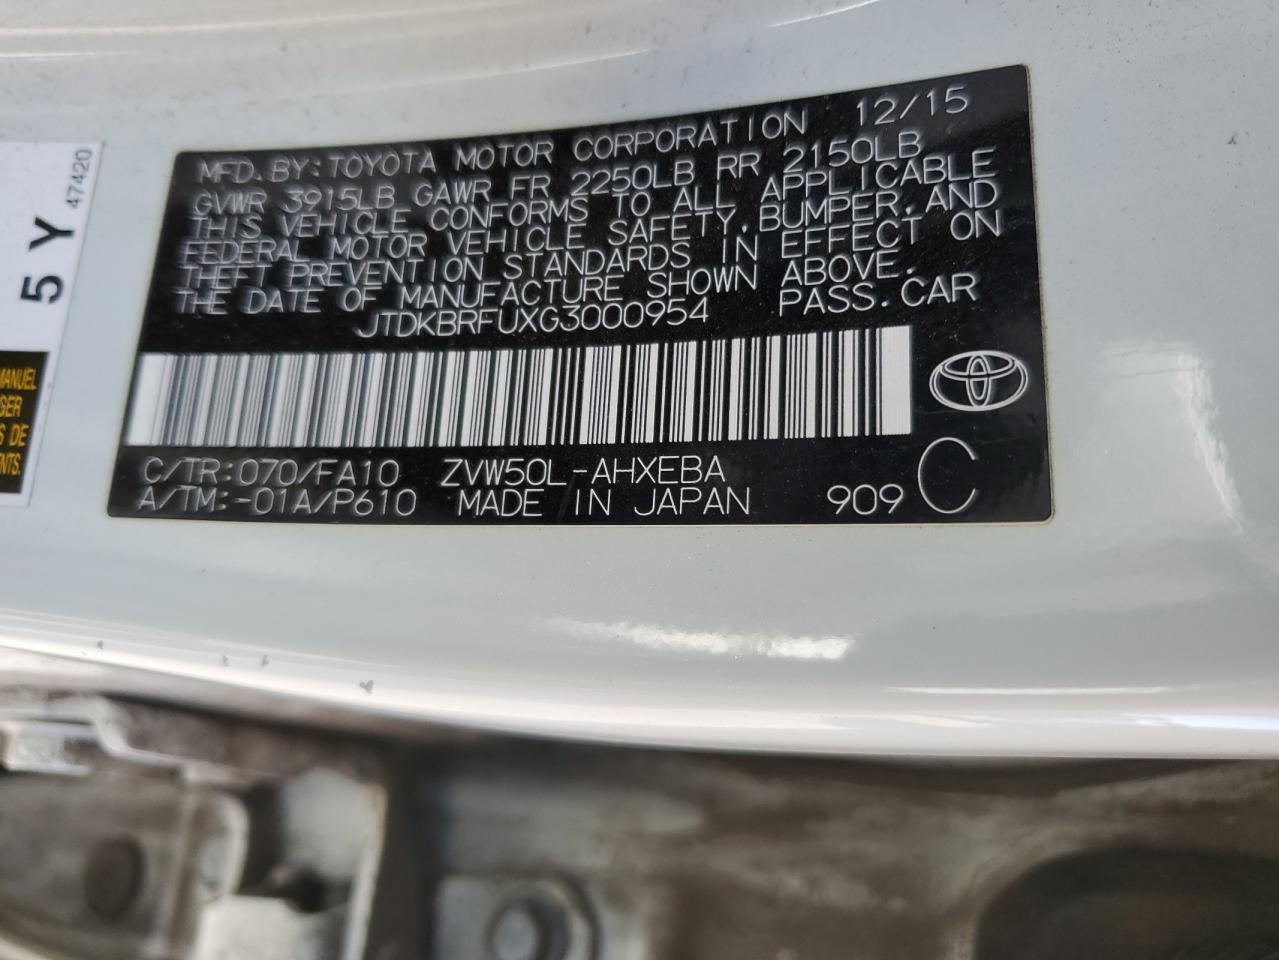 MFD. BY: TOYOTA MOTOR CORPORATION 12/15
GVWR 3915LB GAWR FR 2250LB RR 2150LB
THIS VEHICLE CONFORMS TO ALL APPLICABLE
FEDERAL MOTOR VEHICLE SAFETY, BUMPER, AND
THEFT PREVENTION STANDARDS IN EFFECT ON
THE DATE OF MANUFACTURE SHOWN ABOVE.
JTDKBRFUXG3000954 PASS. CAR
C/TR: 070/FA10 ZVW50L-AHXEBA
A/TM: -01A/P610 MADE IN JAPAN 909 C
5 Y 47420
MANUEL
DE